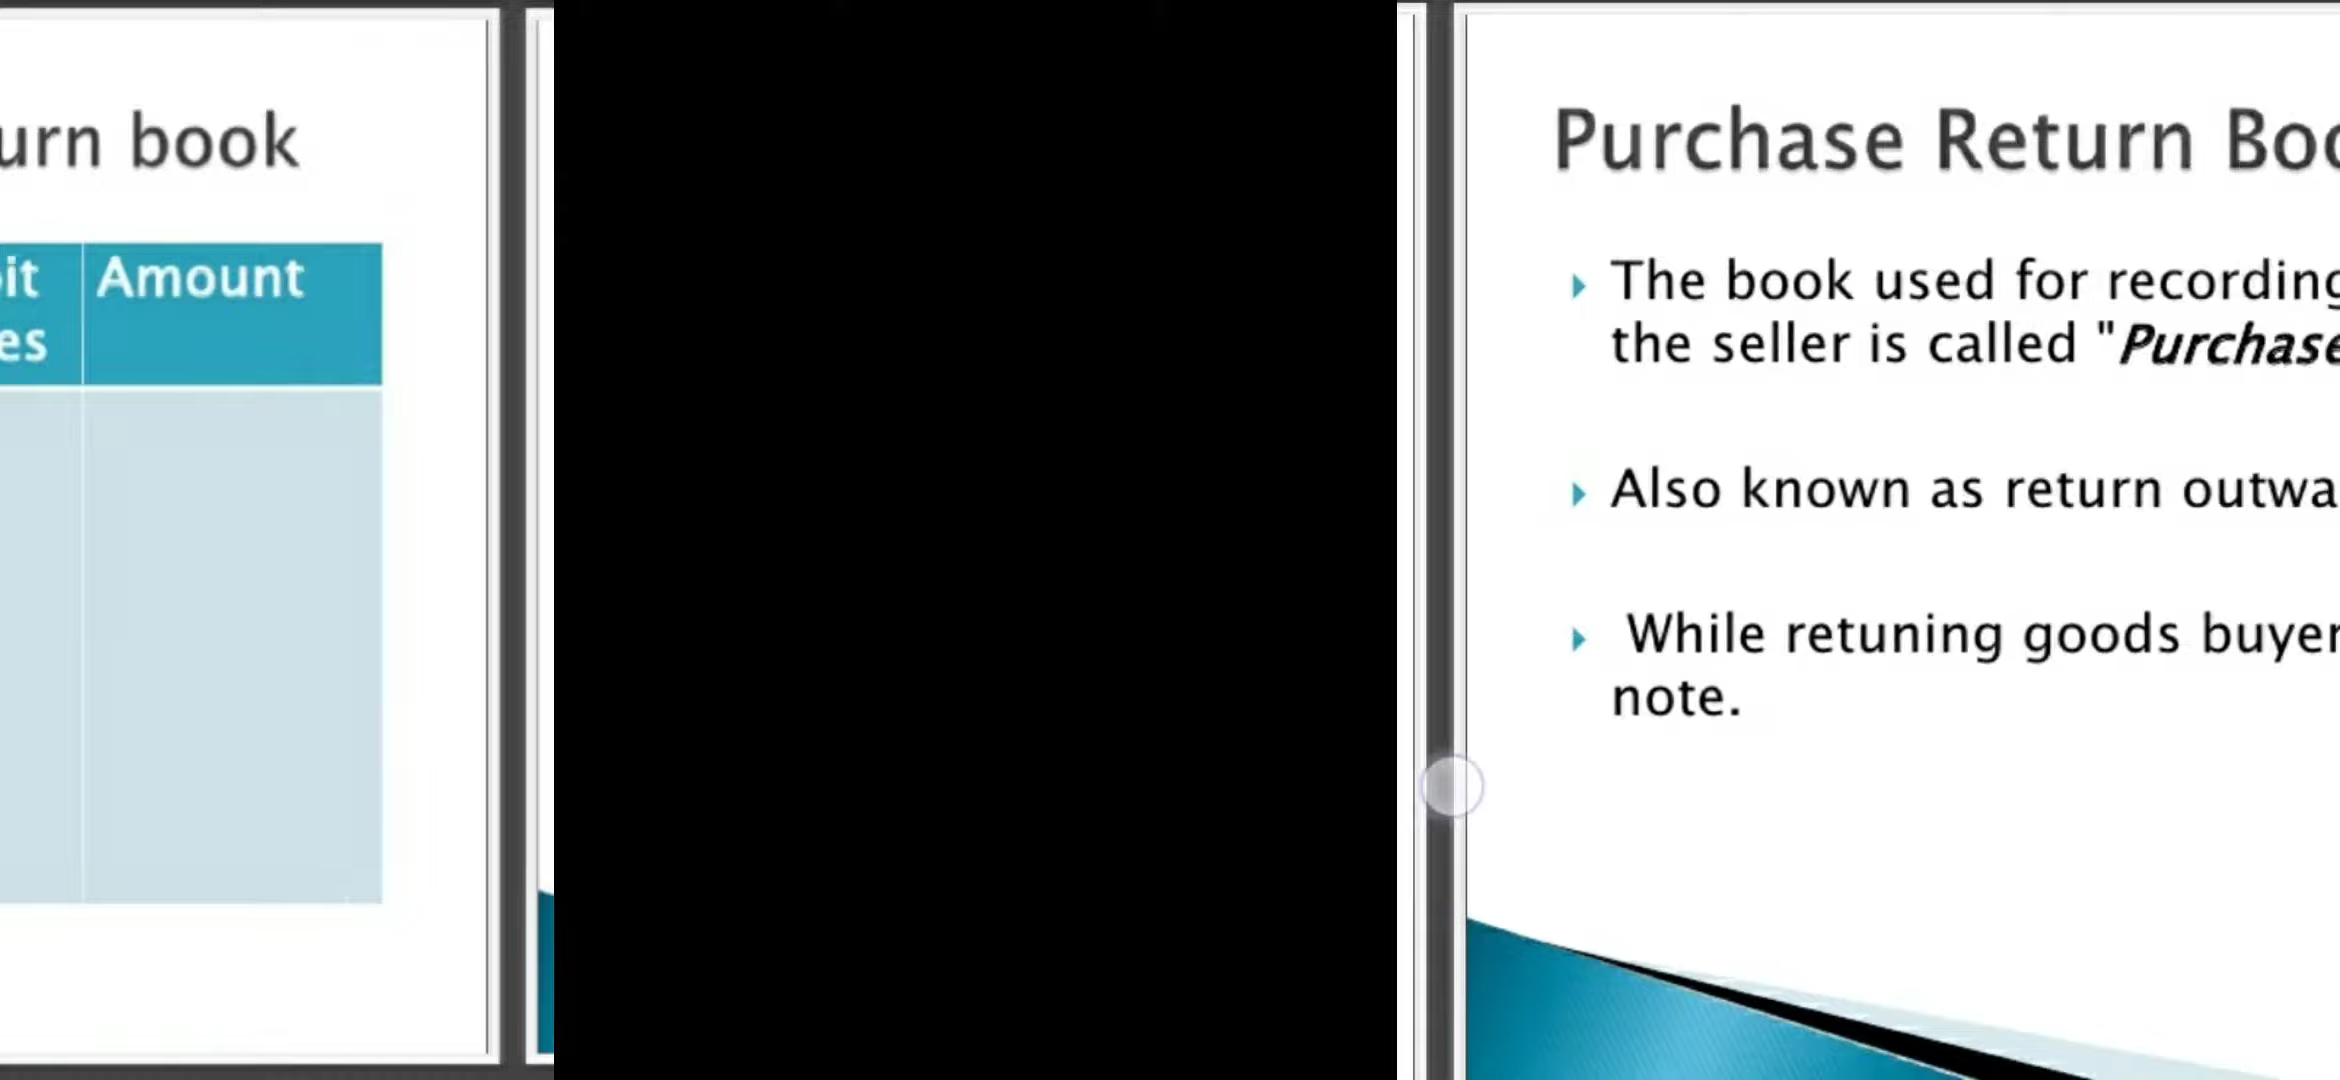 urn book
it
es
Amount
Purchase Return Boo
The book used for recording
the seller is called "Purchase
Also known as return outwa
While retuning goods buyer
note.